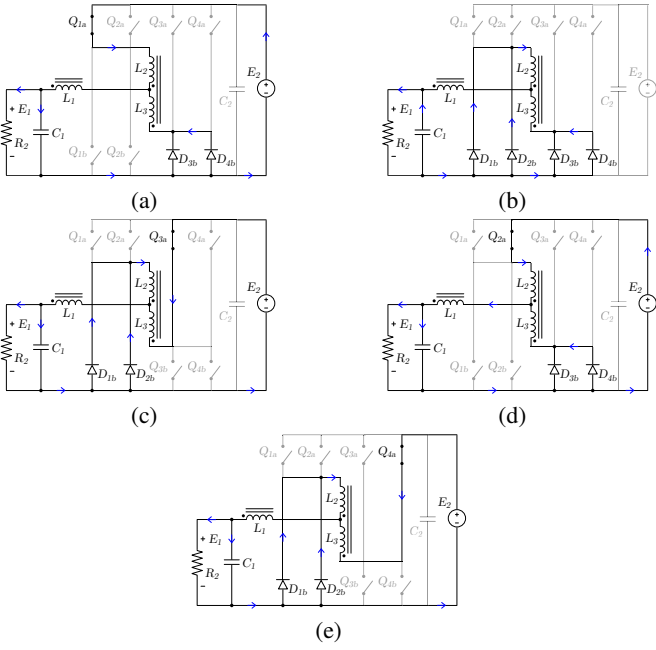 Q1a Q2a Q3a Q4a
L2 E2
+ E1 L1 L3 C2
R2 C1
- Q1b Q2b D3b D4b
(a)
Q1a Q2a Q3a Q4a
L2 E2
+ E1 L1 L3 C2
R2 C1
- D1b D2b D3b D4b
(b)
Q1a Q2a Q3a Q4a
L2 E2
+ E1 L1 L3 C2
R2 C1
- D1b D2b Q3b Q4b
(c)
Q1a Q2a Q3a Q4a
L2 E2
+ E1 L1 L3 C2
R2 C1
- Q1b Q2b D3b D4b
(d)
Q1a Q2a Q3a Q4a
L2 E2
+ E1 L1 L3 C2
R2 C1
- D1b D2b Q3b Q4b
(e)